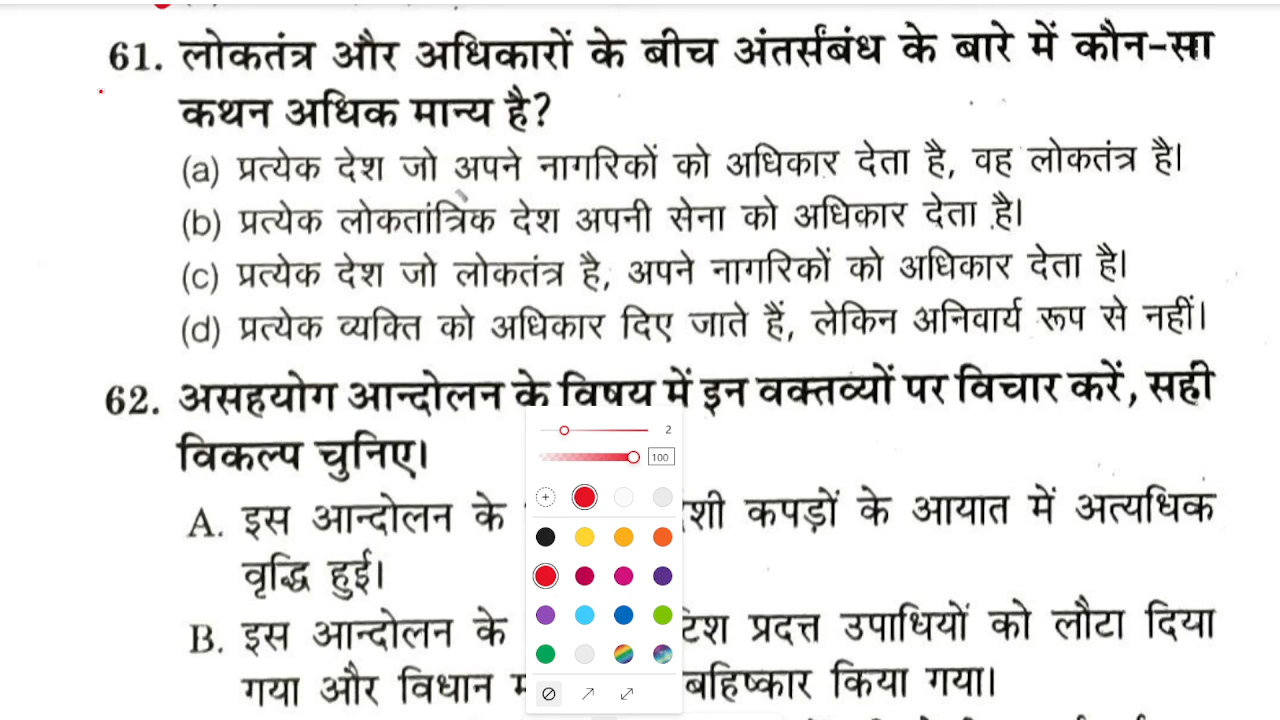 61. लोकतंत्र और अधिकारों के बीच अंतर्संबंध के बारे में कौन-सा
कथन अधिक मान्य है?
(a) प्रत्येक देश जो अपने नागरिकों को अधिकार देता है, वह लोकतंत्र है।
(b) प्रत्येक लोकतांत्रिक देश अपनी सेना को अधिकार देता है।
(c) प्रत्येक देश जो लोकतंत्र है, अपने नागरिकों को अधिकार देता है।
(d) प्रत्येक व्यक्ति को अधिकार दिए जाते हैं, लेकिन अनिवार्य रूप से नहीं।
62. असहयोग आन्दोलन के विषय में इन वक्तव्यों पर विचार करें, सही
विकल्प चुनिए।
2
100
A. इस आन्दोलन के कपड़ों के आयात में अत्यधिक
वृद्धि हुई।
B. इस आन्दोलन के प्रदत्त उपाधियों को लौटा दिया
गया और विधान बहिष्कार किया गया।